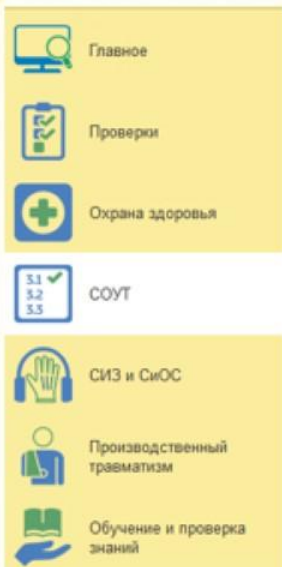 Главное
Проверки
Охрана здоровья
3.1
3.2
3.3
СОУТ
СИЗ и СиОС
Производственный
травматизм
Обучение и проверка
знаний